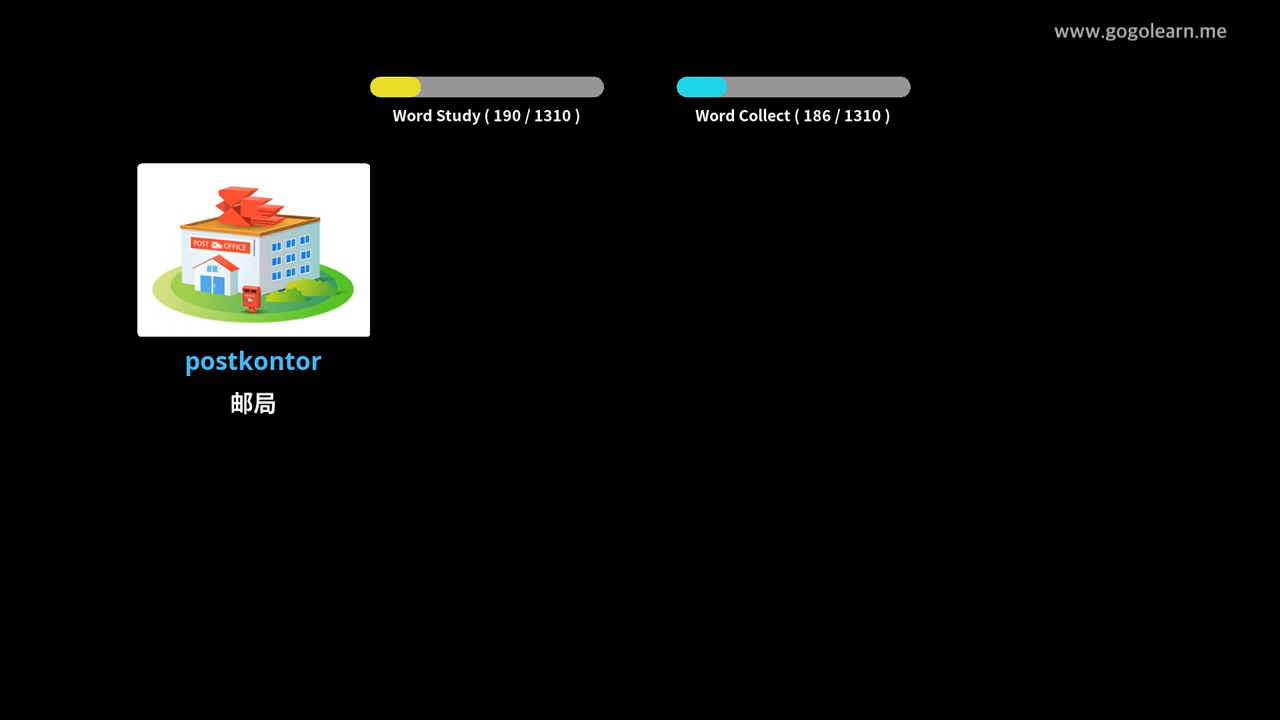 www.gogolearn.me
Word Study ( 190 / 1310 )
Word Collect ( 186 / 1310 )
POST OFFICE
postkontor
邮局